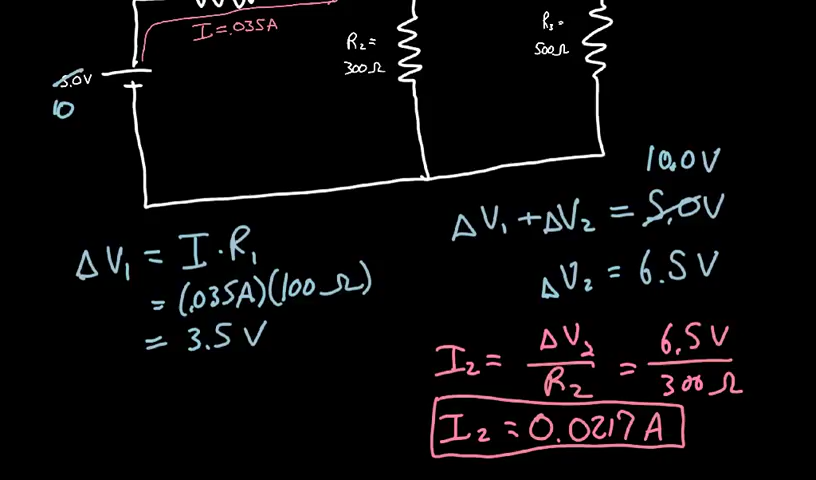 I = .035A
R₂ =
300Ω
R₃ =
500Ω
5.0V
10
10.0V
ΔV₁ + ΔV₂ = 5.0V
ΔV₂ = 6.5V
ΔV₁ = I · R₁
= (.035A)(100Ω)
= 3.5V
I₂ = ΔV₂/R₂ = 6.5V/300Ω
I₂ = 0.0217A